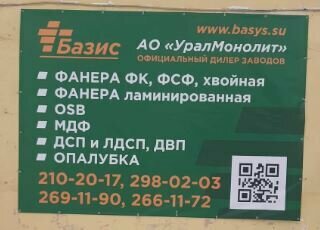 www.basys.su
Базис
АО «УралМонолит»
ОФИЦИАЛЬНЫЙ ДИЛЕР ЗАВОДОВ
ФАНЕРА ФК, ФСФ, хвойная
ФАНЕРА ламинированная
OSB
МДФ
ДСП и ЛДСП, ДВП
ОПАЛУБКА
210-20-17, 298-02-03
269-11-90, 266-11-72